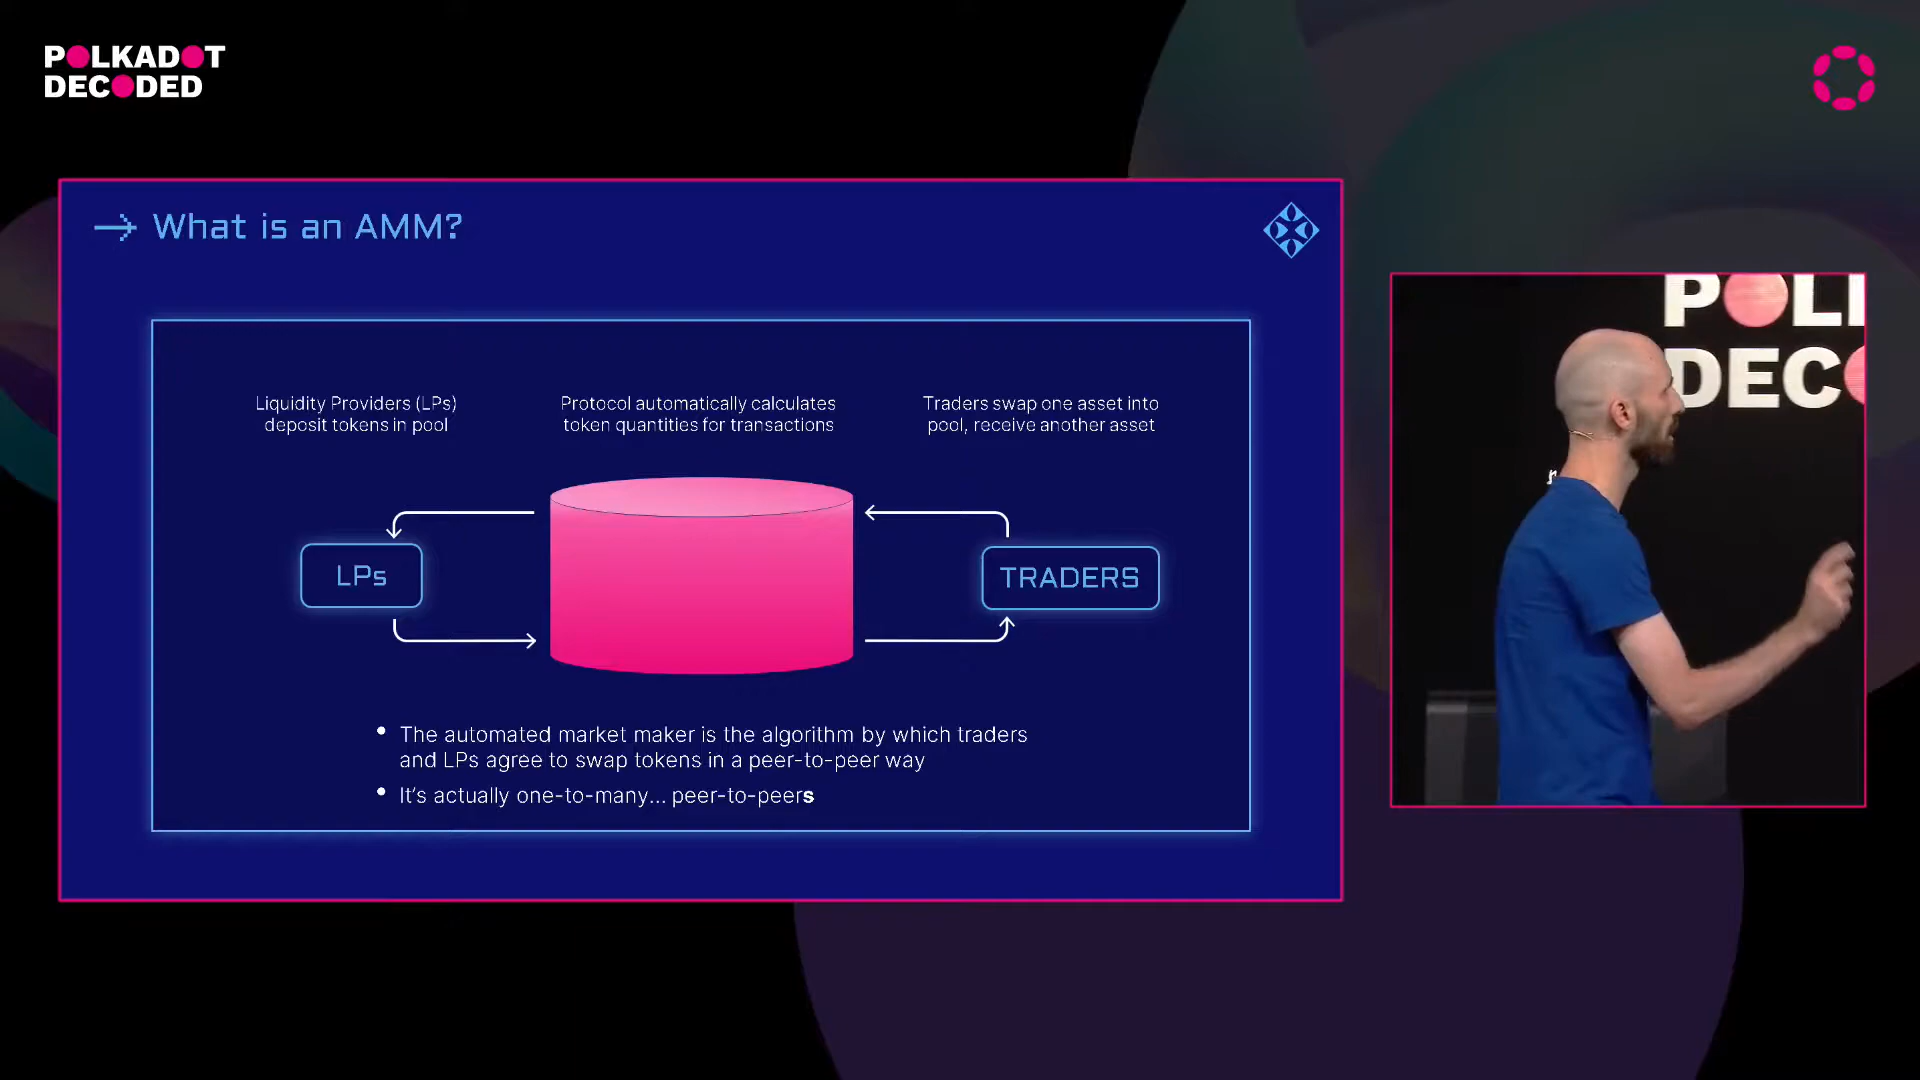 POLKADOT
DECODED
What is an AMM?
Liquidity Providers (LPs)
deposit tokens in pool
Protocol automatically calculates
token quantities for transactions
Traders swap one asset into
pool, receive another asset
LPs
TRADERS
• The automated market maker is the algorithm by which traders
and LPs agree to swap tokens in a peer-to-peer way
• It's actually one-to-many... peer-to-peers
POL
DEC